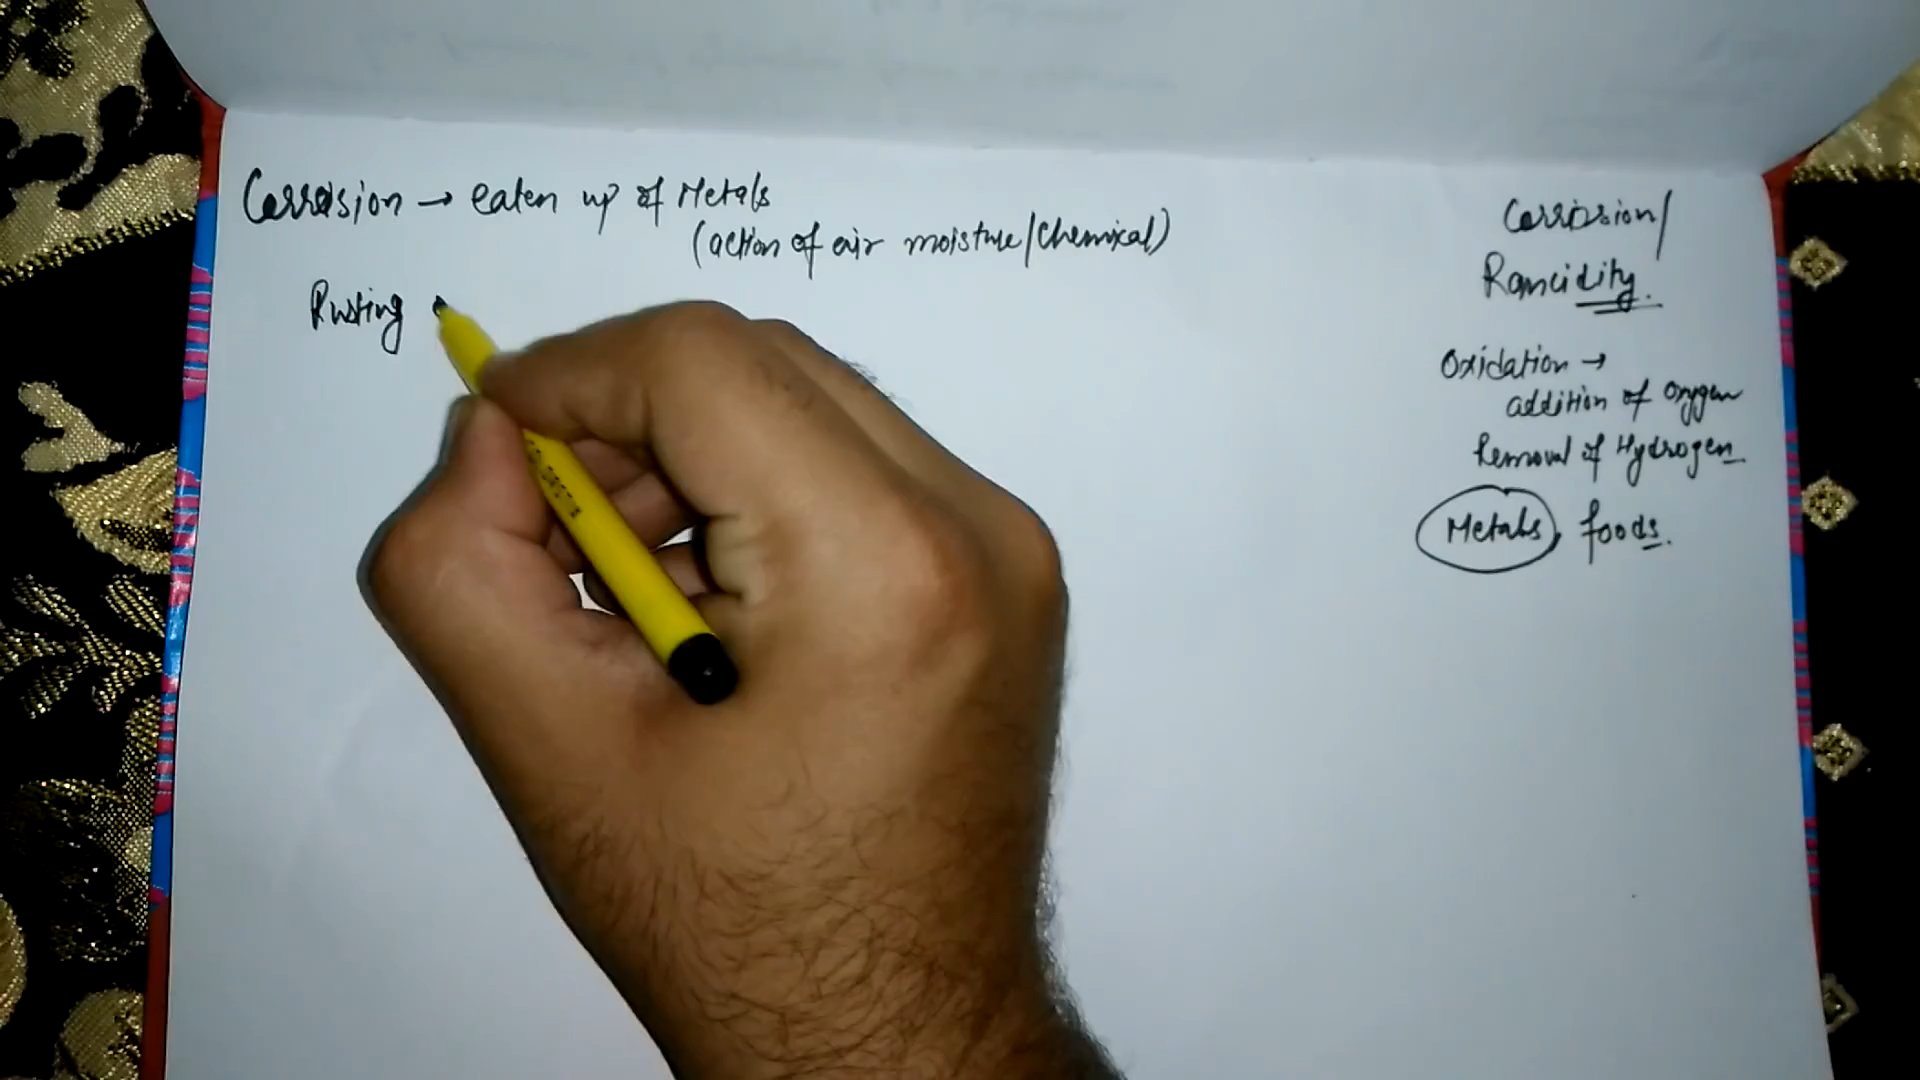 Corrosion → eaten up of Metals
(action of air moisture/chemical)
Rusting
Corrosion/
Rancidity.
Oxidation →
addition of oxygen
Removal of Hydrogen
Metals, foods.